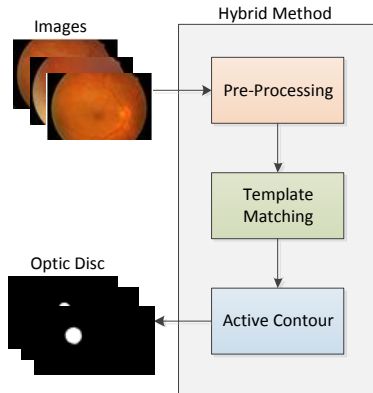 Images
Hybrid Method
Pre-Processing
Template
Matching
Optic Disc
Active Contour